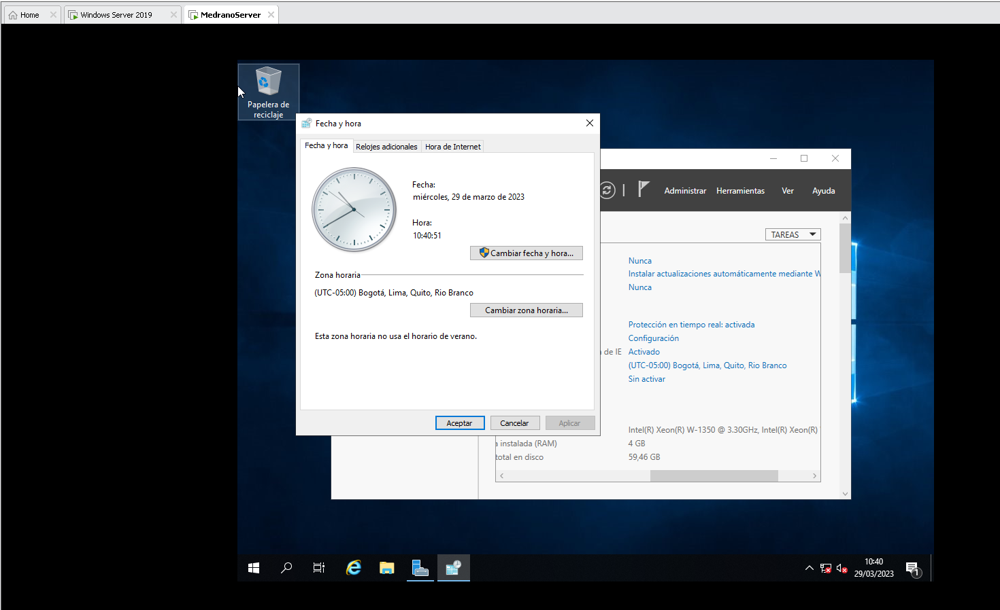 Home
Windows Server 2019
MedranoServer
Papelera de
reciclaje
Fecha y hora
Fecha y hora
Relojes adicionales
Hora de Internet
Fecha:
miércoles, 29 de marzo de 2023
Hora:
10:40:51
Cambiar fecha y hora...
Zona horaria
(UTC-05:00) Bogotá, Lima, Quito, Rio Branco
Cambiar zona horaria...
Esta zona horaria no usa el horario de verano.
Aceptar
Cancelar
Aplicar
Administrar
Herramientas
Ver
Ayuda
TAREAS
Nunca
Instalar actualizaciones automáticamente mediante W
Nunca
Protección en tiempo real: activada
Configuración
de IE Activado
(UTC-05:00) Bogotá, Lima, Quito, Rio Branco
Sin activar
Intel(R) Xeon(R) W-1350 @ 3.30GHz, Intel(R) Xeon(R)
a instalada (RAM) 4 GB
total en disco 59,46 GB
10:40
29/03/2023
1